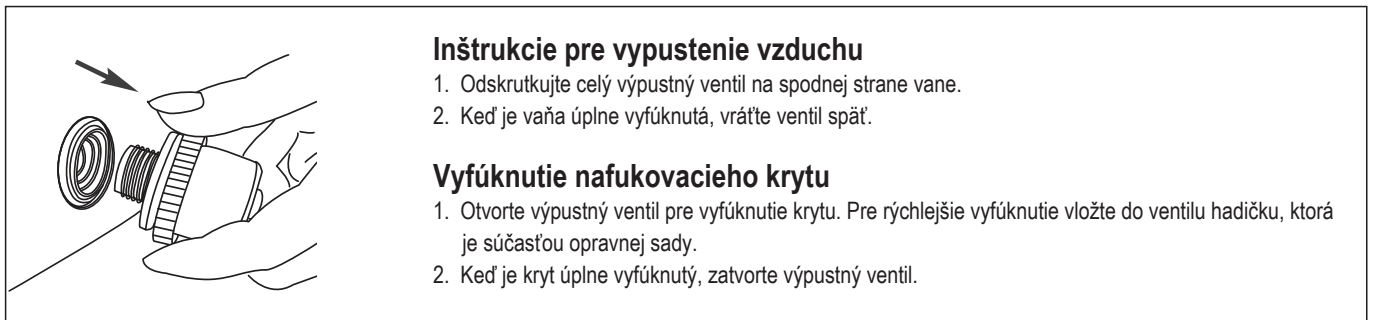 Inštrukcie pre vypustenie vzduchu
1. Odskrutkujte celý výpustný ventil na spodnej strane vane.
2. Keď je vaňa úplne vyfúknutá, vráťte ventil späť.
Vyfúknutie nafukovacieho krytu
1. Otvorte výpustný ventil pre vyfúknutie krytu. Pre rýchlejšie vyfúknutie vložte do ventilu hadičku, ktorá
je súčasťou opravnej sady.
2. Keď je kryt úplne vyfúknutý, zatvorte výpustný ventil.